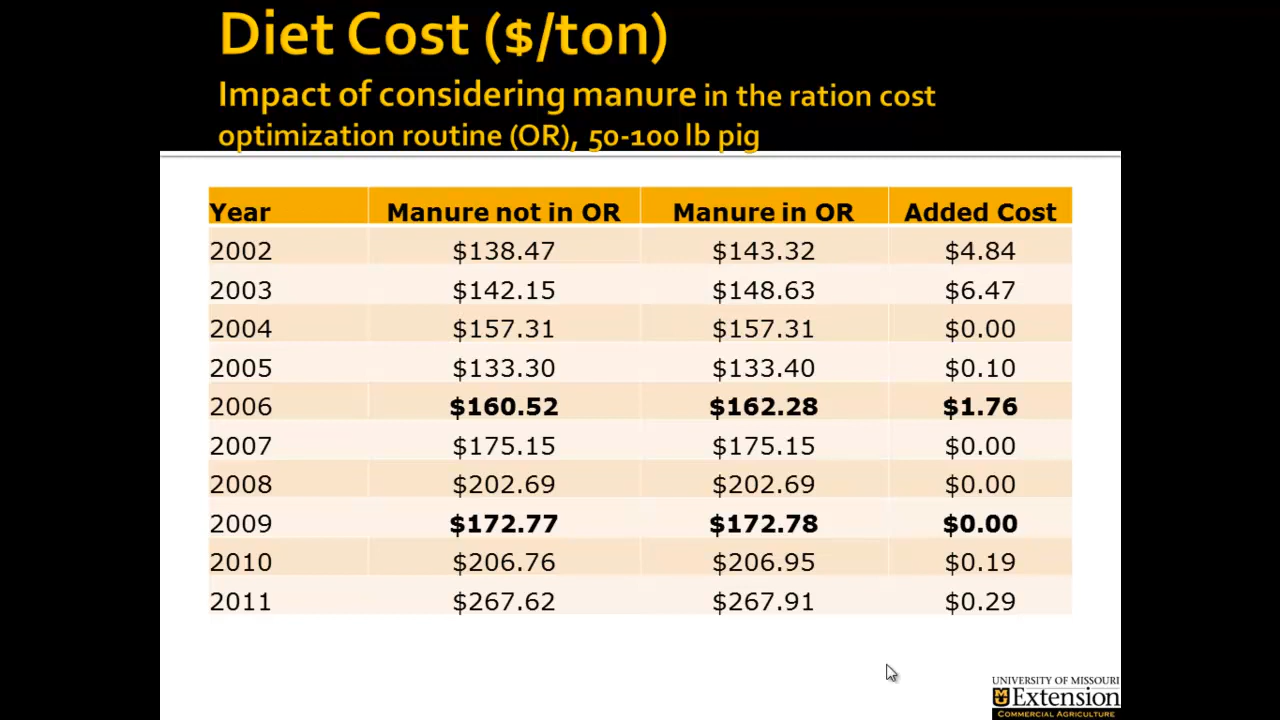 Diet Cost ($/ton)
Impact of considering manure in the ration cost
optimization routine (OR), 50-100 lb pig
Year Manure not in OR Manure in OR Added Cost
2002 $138.47 $143.32 $4.84
2003 $142.15 $148.63 $6.47
2004 $157.31 $157.31 $0.00
2005 $133.30 $133.40 $0.10
2006 $160.52 $162.28 $1.76
2007 $175.15 $175.15 $0.00
2008 $202.69 $202.69 $0.00
2009 $172.77 $172.78 $0.00
2010 $206.76 $206.95 $0.19
2011 $267.62 $267.91 $0.29
UNIVERSITY OF MISSOURI
MU Extension
COMMERCIAL AGRICULTURE